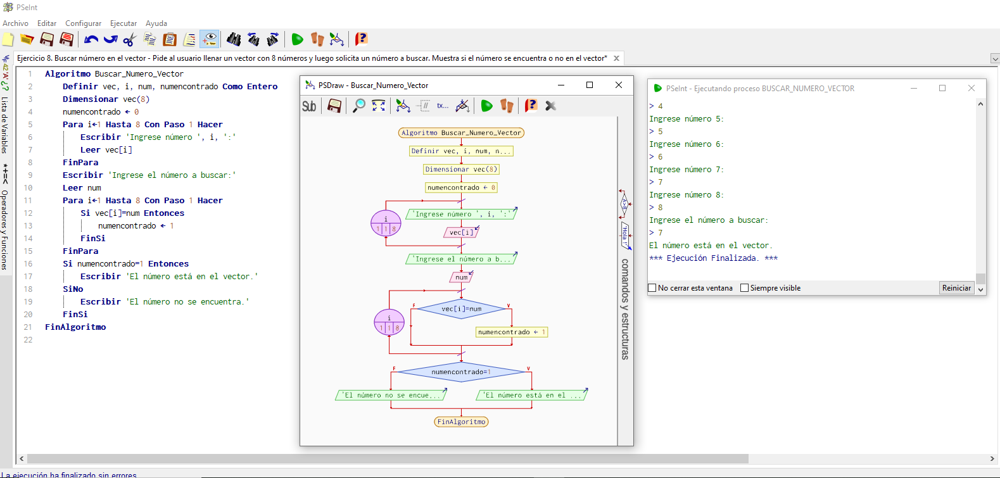 PSeInt
Archivo Editar Configurar Ejecutar Ayuda
Ejercicio 8. Buscar número en el vector - Pide al usuario llenar un vector con 8 números y luego solicita un número a buscar. Muestra si el número se encuentra o no en el vector*
Lista de Variables
*+=< Operadores y Funciones
1 Algoritmo Buscar_Numero_Vector
2 Definir vec, i, num, numencontrado Como Entero
3 Dimensionar vec(8)
4 numencontrado ← 0
5 Para i←1 Hasta 8 Con Paso 1 Hacer
6 Escribir 'Ingrese número ', i, ':'
7 Leer vec[i]
8 FinPara
9 Escribir 'Ingrese el número a buscar:'
10 Leer num
11 Para i←1 Hasta 8 Con Paso 1 Hacer
12 Si vec[i]=num Entonces
13 numencontrado ← 1
14 FinSi
15 FinPara
16 Si numencontrado=1 Entonces
17 Escribir 'El número está en el vector.'
18 SiNo
19 Escribir 'El número no se encuentra.'
20 FinSi
21 FinAlgoritmo
22
PSDraw - Buscar_Numero_Vector
Sub
tx...
Algoritmo Buscar_Numero_Vector
Definir vec, i, num, n...
Dimensionar vec(8)
numencontrado ← 0
'Ingrese número ', i, ':'
i
1 1 8
vec[i]
'Ingrese el número a b...
num
F vec[i]=num V
i
1 1 8
numencontrado ← 1
F numencontrado=1 V
'El número no se encue...
'El número está en el ...
FinAlgoritmo
A>B
'Hola !'
comandos y estructuras
PSeInt - Ejecutando proceso BUSCAR_NUMERO_VECTOR
> 4
Ingrese número 5:
> 5
Ingrese número 6:
> 6
Ingrese número 7:
> 7
Ingrese número 8:
> 8
Ingrese el número a buscar:
> 7
El número está en el vector.
*** Ejecución Finalizada. ***
No cerrar esta ventana Siempre visible Reiniciar
La ejecución ha finalizado sin errores.